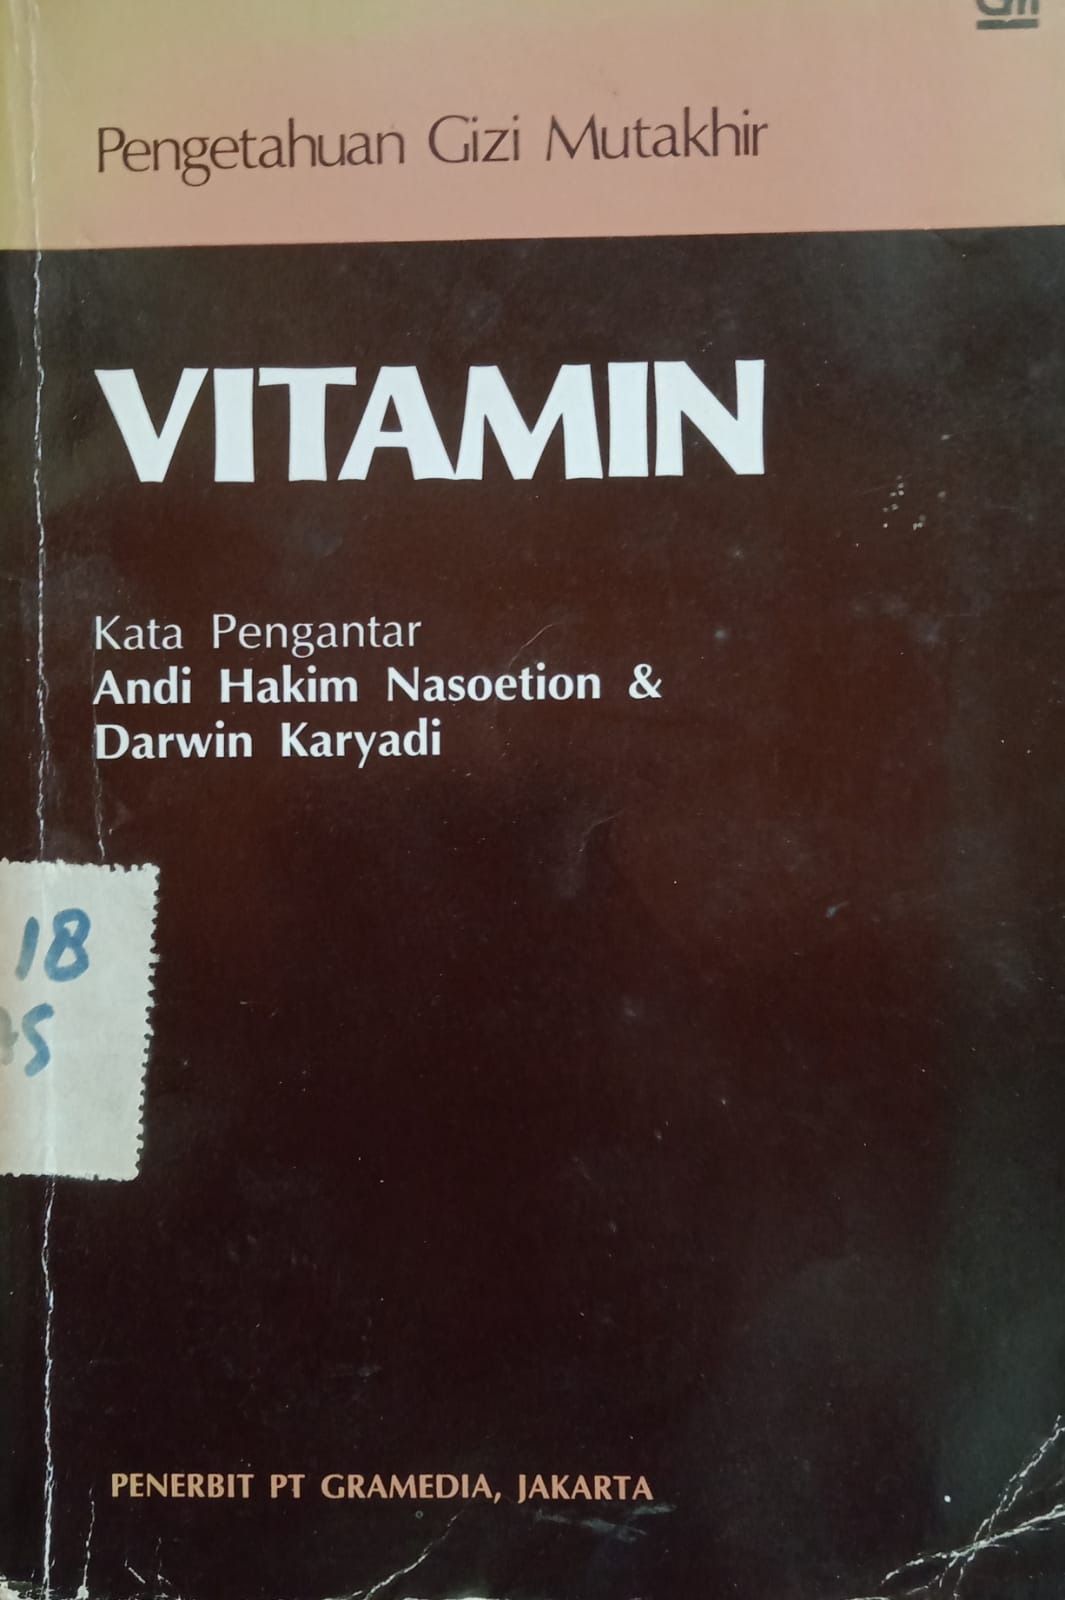 Pengetahuan Gizi Mutakhir
VITAMIN
Kata Pengantar
Andi Hakim Nasoetion &
Darwin Karyadi
18
PENERBIT PT GRAMEDIA, JAKARTA